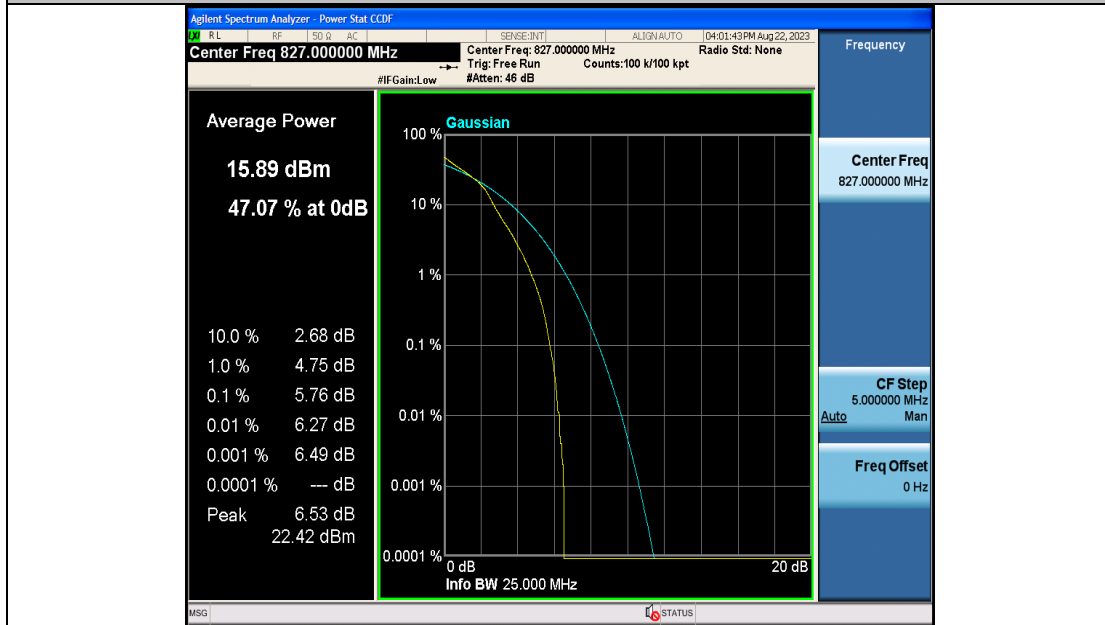 Agilent Spectrum Analyzer - Power Stat CCDF
LXI RL RF 50 Ω AC SENSE:INT ALIGN AUTO 04:01:43 PM Aug 22, 2023
Center Freq 827.000000 MHz
Center Freq: 827.000000 MHz Radio Std: None
Trig: Free Run Counts:100 k/100 kpt
#IFGain:Low #Atten: 46 dB
Frequency
Average Power
15.89 dBm
47.07 % at 0dB
10.0 % 2.68 dB
1.0 % 4.75 dB
0.1 % 5.76 dB
0.01 % 6.27 dB
0.001 % 6.49 dB
0.0001 % --- dB
Peak 6.53 dB
22.42 dBm
Gaussian
100 %
10 %
1 %
0.1 %
0.01 %
0.001 %
0.0001 %
0 dB 20 dB
Info BW 25.000 MHz
Center Freq
827.000000 MHz
CF Step
5.000000 MHz
Auto Man
Freq Offset
0 Hz
MSG STATUS